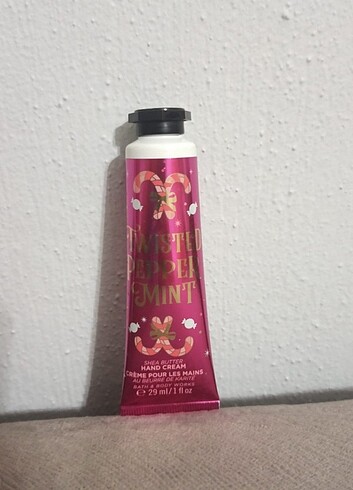 TWISTED
PEPPER
MINT
SHEA BUTTER
HAND CREAM
CRÈME POUR LES MAINS
AU BEURRE DE KARITÉ
BATH & BODY WORKS
℮ 29 ml/1 fl oz